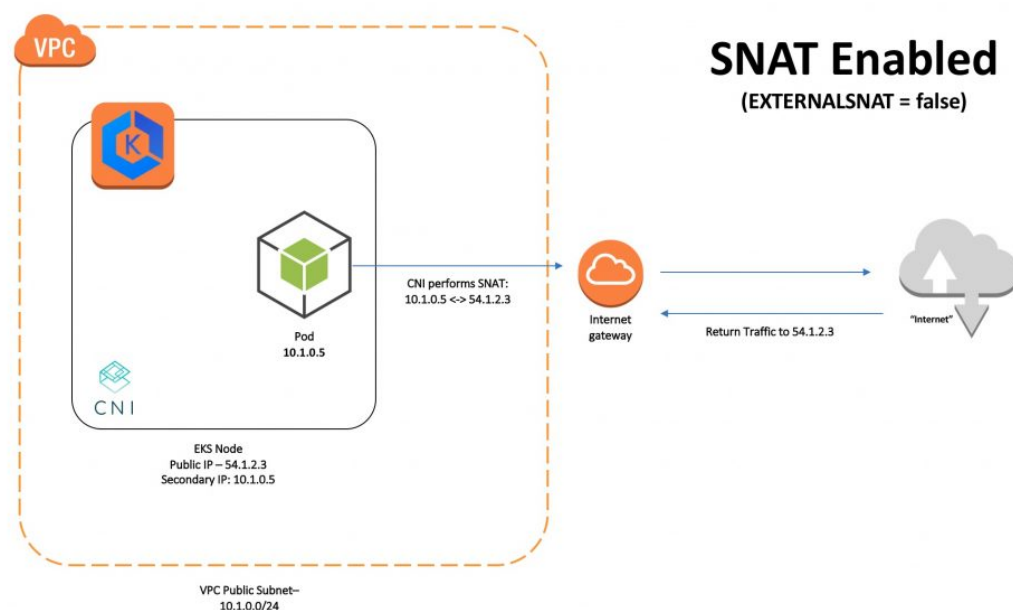 VPC
SNAT Enabled
(EXTERNALSNAT = false)
K
CNI performs SNAT:
10.1.0.5 <-> 54.1.2.3
Pod
10.1.0.5
Internet
gateway
Return Traffic to 54.1.2.3
"Internet"
CNI
EKS Node
Public IP – 54.1.2.3
Secondary IP: 10.1.0.5
VPC Public Subnet–
10.1.0.0/24